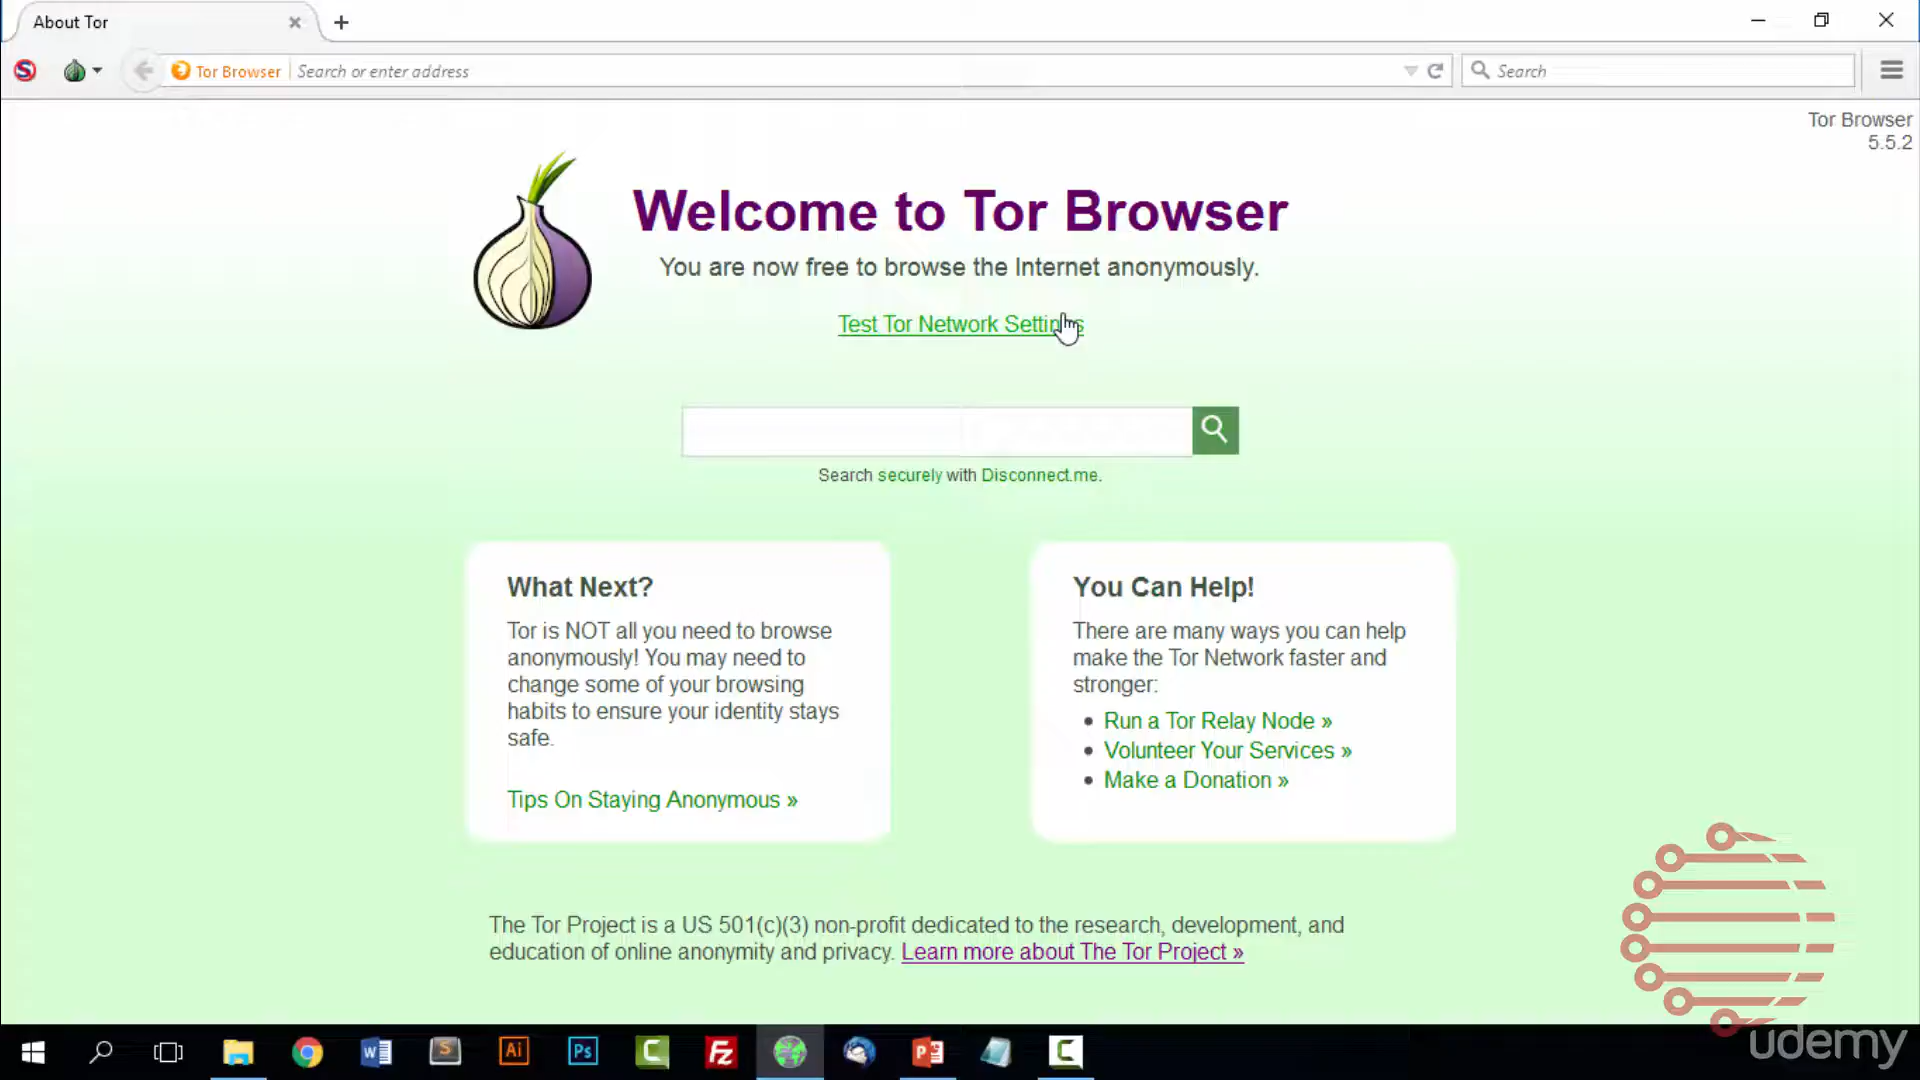 About Tor
Tor Browser
Search or enter address
Search
Tor Browser
5.5.2
Welcome to Tor Browser
You are now free to browse the Internet anonymously.
Test Tor Network Settings
Search securely with Disconnect.me.
What Next?
Tor is NOT all you need to browse
anonymously! You may need to
change some of your browsing
habits to ensure your identity stays
safe.
Tips On Staying Anonymous »
You Can Help!
There are many ways you can help
make the Tor Network faster and
stronger:
• Run a Tor Relay Node »
• Volunteer Your Services »
• Make a Donation »
The Tor Project is a US 501(c)(3) non-profit dedicated to the research, development, and
education of online anonymity and privacy. Learn more about The Tor Project »
udemy